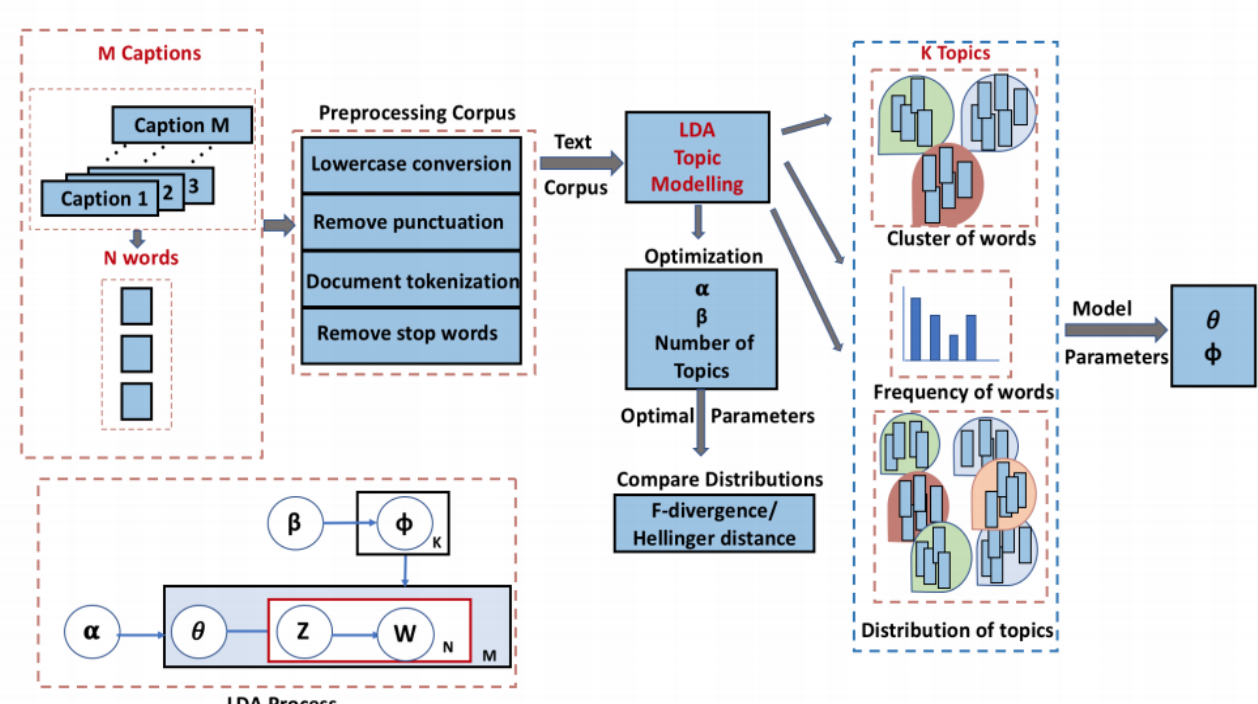 M Captions
Caption M
Caption 1
2
3
N words
Preprocessing Corpus
Lowercase conversion
Remove punctuation
Document tokenization
Remove stop words
Text
Corpus
LDA
Topic
Modelling
Optimization
α
β
Number of
Topics
Optimal Parameters
Compare Distributions
F-divergence/
Hellinger distance
K Topics
Cluster of words
Frequency of words
Distribution of topics
Model
Parameters
θ
ϕ
β
ϕ
K
α
θ
Z
W
N
M
LDA Process